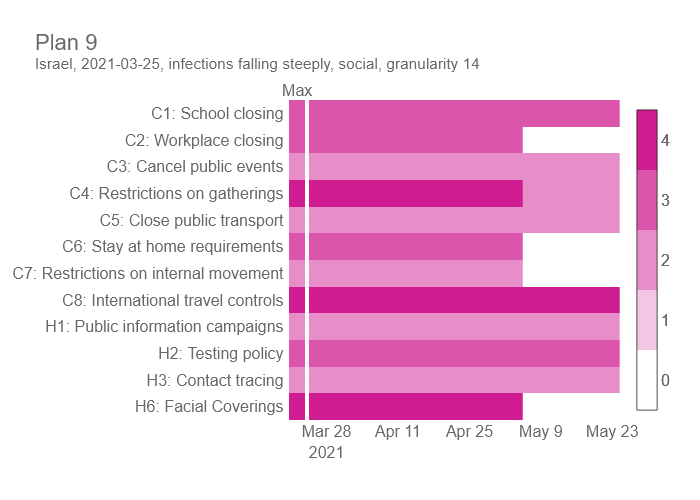 Plan 9
Israel, 2021-03-25, infections falling steeply, social, granularity 14
Max
C1: School closing
C2: Workplace closing
C3: Cancel public events
C4: Restrictions on gatherings
C5: Close public transport
C6: Stay at home requirements
C7: Restrictions on internal movement
C8: International travel controls
H1: Public information campaigns
H2: Testing policy
H3: Contact tracing
H6: Facial Coverings
Mar 28 Apr 11 Apr 25 May 9 May 23
2021
4
3
2
1
0